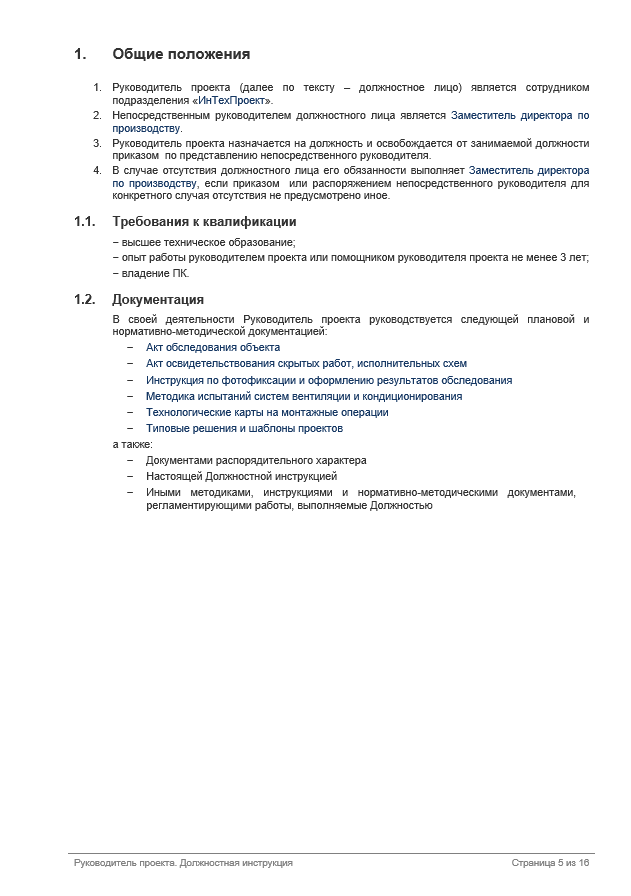 1. Общие положения
1. Руководитель проекта (далее по тексту – должностное лицо) является сотрудником
подразделения «ИнТехПроект».
2. Непосредственным руководителем должностного лица является Заместитель директора по
производству.
3. Руководитель проекта назначается на должность и освобождается от занимаемой должности
приказом по представлению непосредственного руководителя.
4. В случае отсутствия должностного лица его обязанности выполняет Заместитель директора
по производству, если приказом или распоряжением непосредственного руководителя для
конкретного случая отсутствия не предусмотрено иное.
1.1. Требования к квалификации
– высшее техническое образование;
– опыт работы руководителем проекта или помощником руководителя проекта не менее 3 лет;
– владение ПК.
1.2. Документация
В своей деятельности Руководитель проекта руководствуется следующей плановой и
нормативно-методической документацией:
– Акт обследования объекта
– Акт освидетельствования скрытых работ, исполнительных схем
– Инструкция по фотофиксации и оформлению результатов обследования
– Методика испытаний систем вентиляции и кондиционирования
– Технологические карты на монтажные операции
– Типовые решения и шаблоны проектов
а также:
– Документами распорядительного характера
– Настоящей Должностной инструкцией
– Иными методиками, инструкциями и нормативно-методическими документами,
регламентирующими работы, выполняемые Должностью
Руководитель проекта. Должностная инструкция Страница 5 из 16